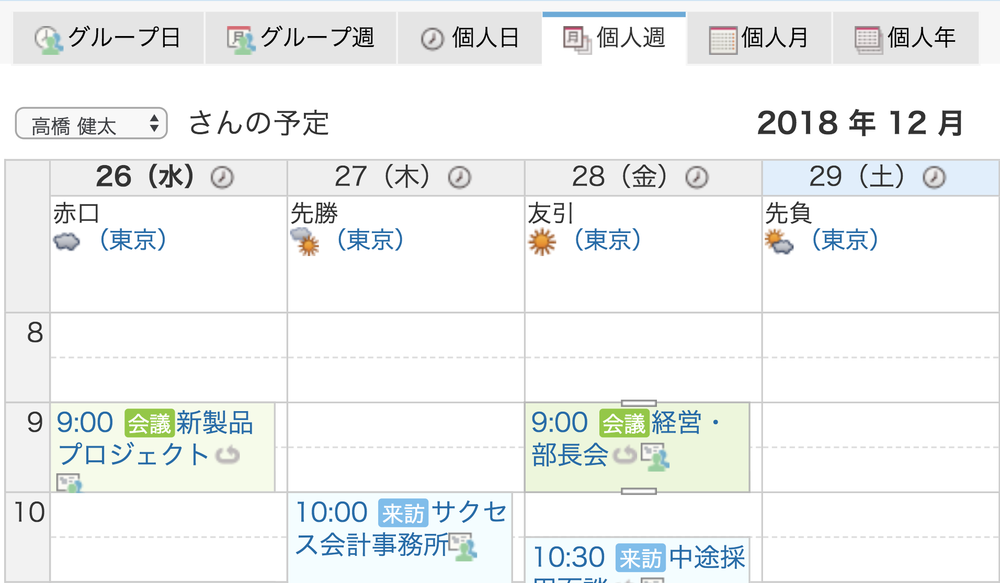 グループ日 グループ週 個人日 個人週 個人月 個人年
高橋 健太 さんの予定 2018 年 12 月
26（水） 27（木） 28（金） 29（土）
赤口 先勝 友引 先負
（東京） （東京） （東京） （東京）
8
9 9:00 会議 新製品 9:00 会議 経営・
プロジェクト 部長会
10 10:00 来訪 サクセ
ス会計事務所
10:30 来訪 中途採